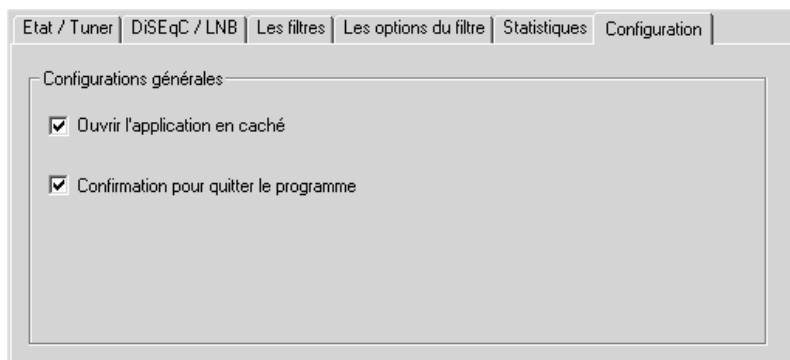 Etat / Tuner DiSEqC / LNB Les filtres Les options du filtre Statistiques Configuration
Configurations générales
Ouvrir l'application en caché
Confirmation pour quitter le programme